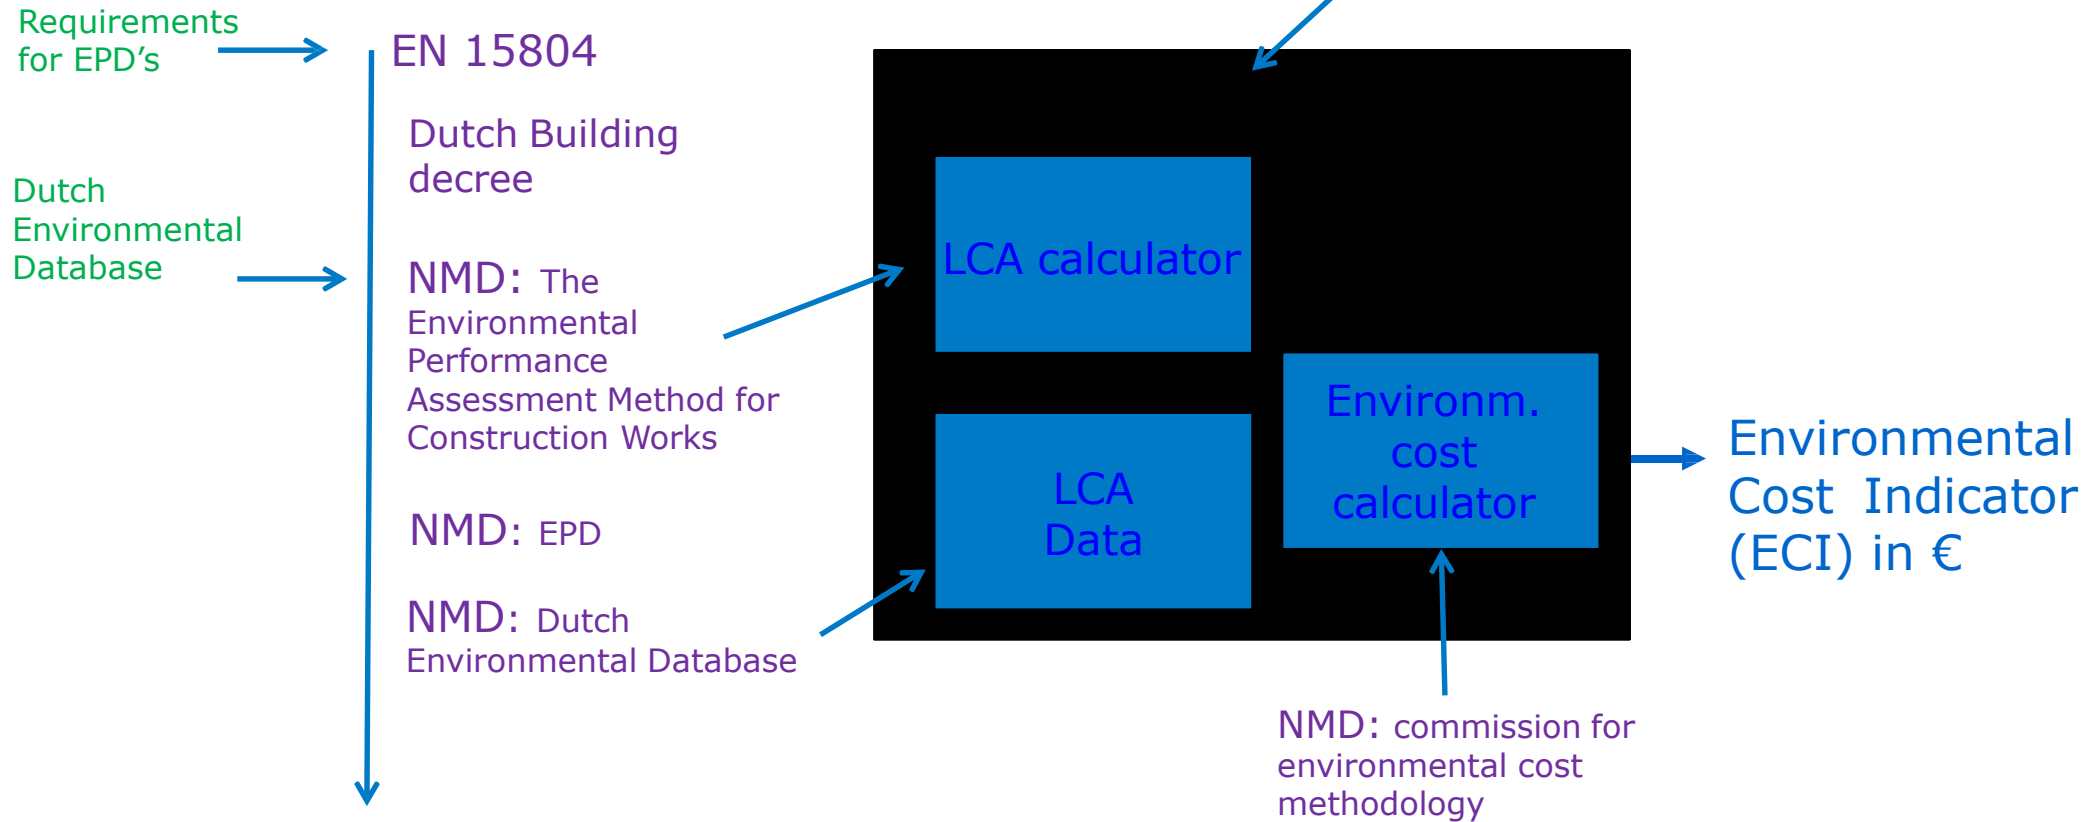 Requirements
for EPD's
EN 15804
Dutch Building
decree
Dutch
Environmental
Database
NMD: The
Environmental
Performance
Assessment Method for
Construction Works
NMD: EPD
NMD: Dutch
Environmental Database
LCA calculator
LCA
Data
Environm.
cost
calculator
Environmental
Cost Indicator
(ECI) in €
NMD: commission for
environmental cost
methodology